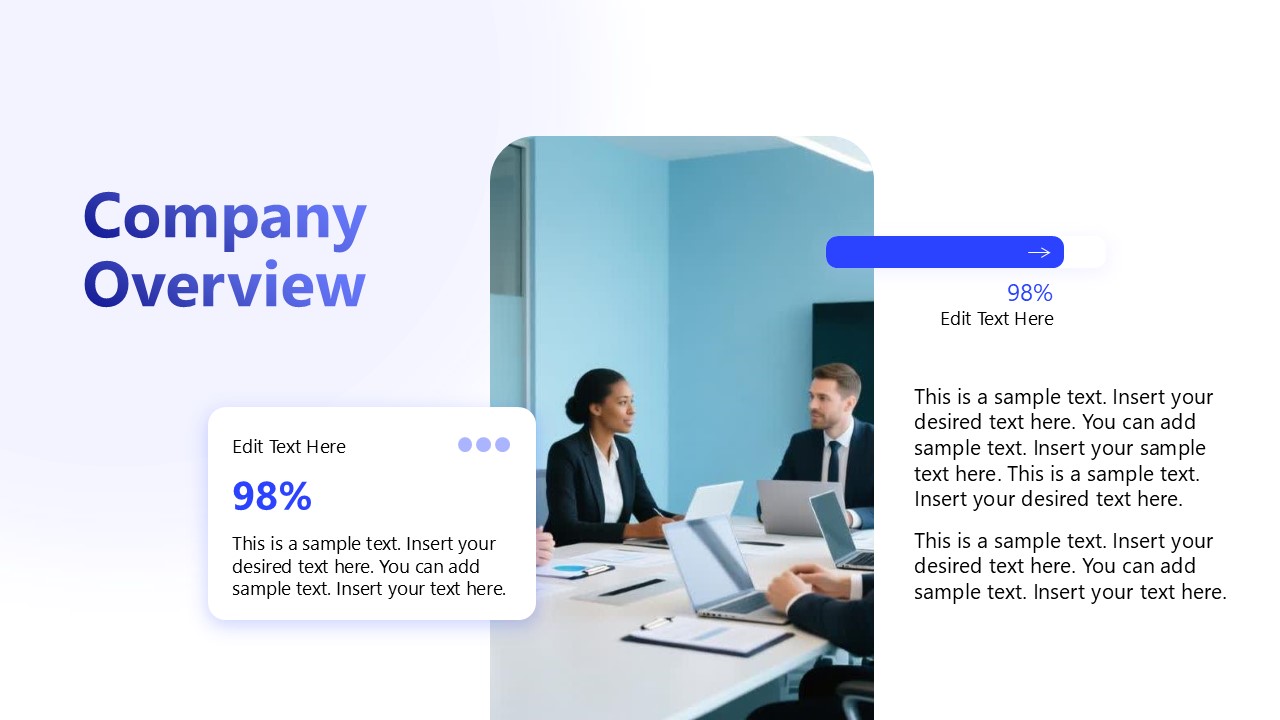 Company
Overview
98%
Edit Text Here
Edit Text Here
98%
This is a sample text. Insert your
desired text here. You can add
sample text. Insert your text here.
This is a sample text. Insert your
desired text here. You can add
sample text. Insert your sample
text here. This is a sample text.
Insert your desired text here.
This is a sample text. Insert your
desired text here. You can add
sample text. Insert your text here.